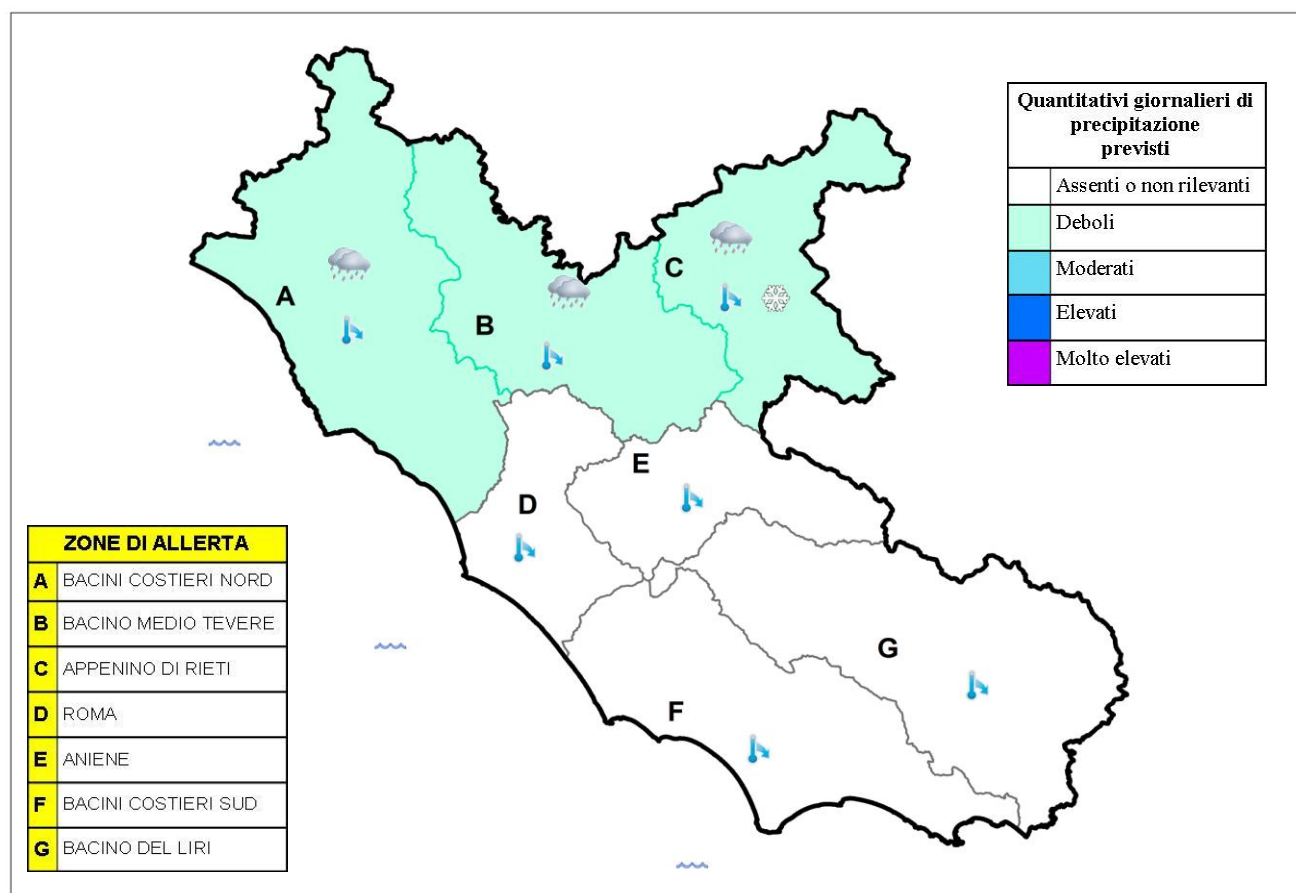 Quantitativi giornalieri di
precipitazione
previsti
Assenti o non rilevanti
Deboli
Moderati
Elevati
Molto elevati
A
B
C
D
E
F
G
ZONE DI ALLERTA
A BACINI COSTIERI NORD
B BACINO MEDIO TEVERE
C APPENINO DI RIETI
D ROMA
E ANIENE
F BACINI COSTIERI SUD
G BACINO DEL LIRI